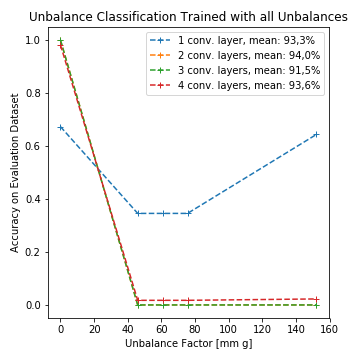 Unbalance Classification Trained with all Unbalances
1 conv. layer, mean: 93,3%
2 conv. layers, mean: 94,0%
3 conv. layers, mean: 91,5%
4 conv. layers, mean: 93,6%
Accuracy on Evaluation Dataset
1.0
0.8
0.6
0.4
0.2
0.0
0 20 40 60 80 100 120 140 160
Unbalance Factor [mm g]